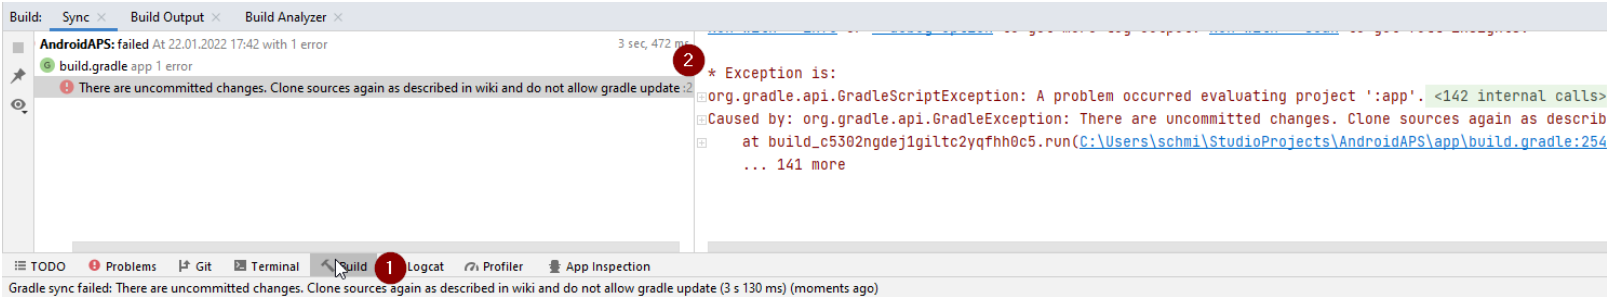 Build: Sync × Build Output × Build Analyzer ×
AndroidAPS: failed At 22.01.2022 17:42 with 1 error 3 sec, 472 ms
build.gradle app 1 error
There are uncommitted changes. Clone sources again as described in wiki and do not allow gradle update :2
2
* Exception is:
org.gradle.api.GradleScriptException: A problem occurred evaluating project ':app'. <142 internal calls>
Caused by: org.gradle.api.GradleException: There are uncommitted changes. Clone sources again as describ
at build_c5302ngdej1giltc2yqfhh0c5.run(C:\Users\schmi\StudioProjects\AndroidAPS\app\build.gradle:254
... 141 more
TODO Problems Git Terminal Build 1 Logcat Profiler App Inspection
Gradle sync failed: There are uncommitted changes. Clone sources again as described in wiki and do not allow gradle update (3 s 130 ms) (moments ago)